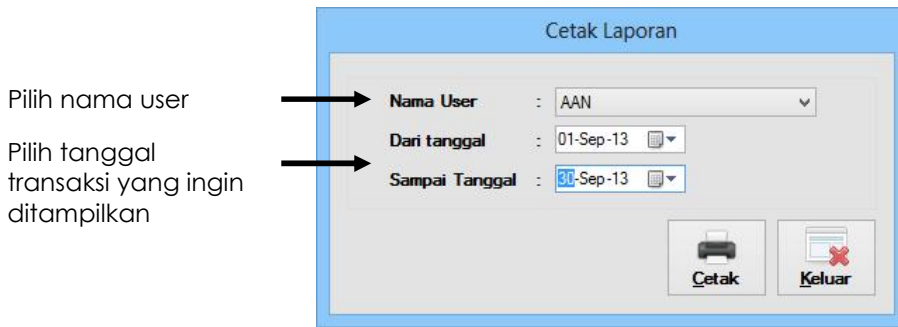 Cetak Laporan
Pilih nama user
Nama User : AAN
Pilih tanggal
transaksi yang ingin
ditampilkan
Dari tanggal : 01-Sep-13
Sampai Tanggal : 30-Sep-13
Cetak
Keluar